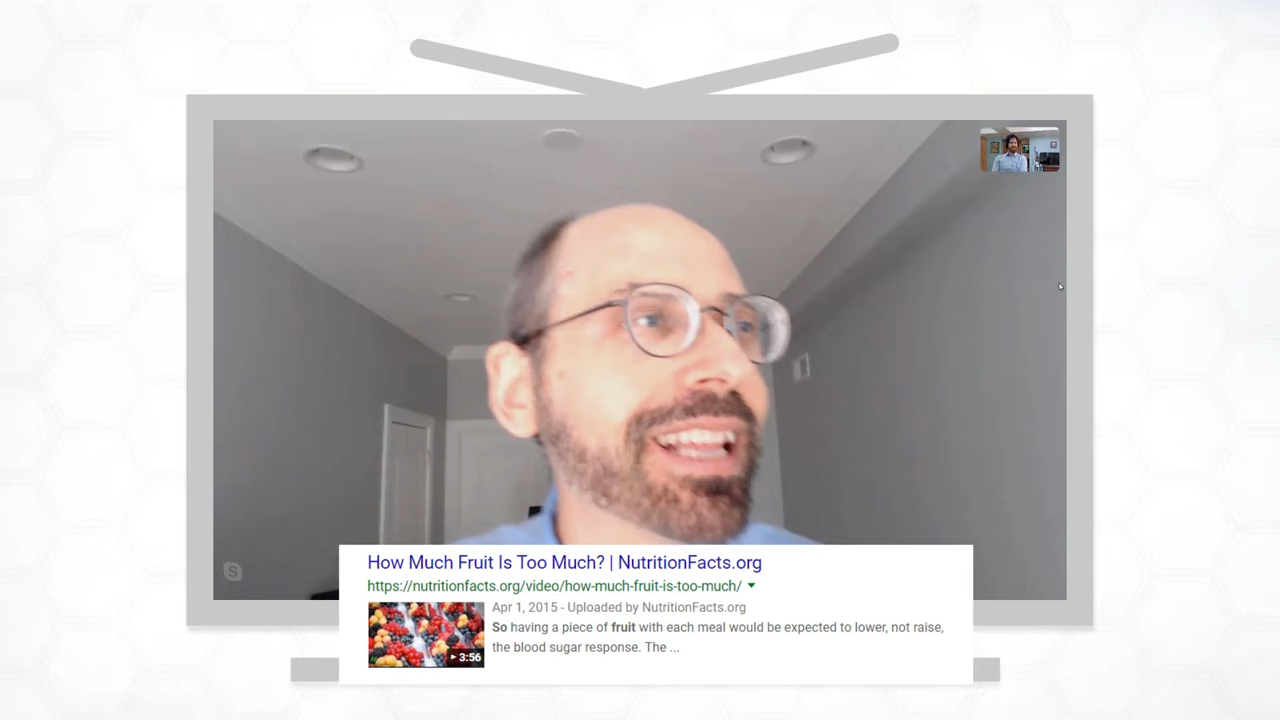 How Much Fruit Is Too Much? | NutritionFacts.org
https://nutritionfacts.org/video/how-much-fruit-is-too-much/
Apr 1, 2015 - Uploaded by NutritionFacts.org
So having a piece of fruit with each meal would be expected to lower, not raise,
the blood sugar response. The ...
3:56